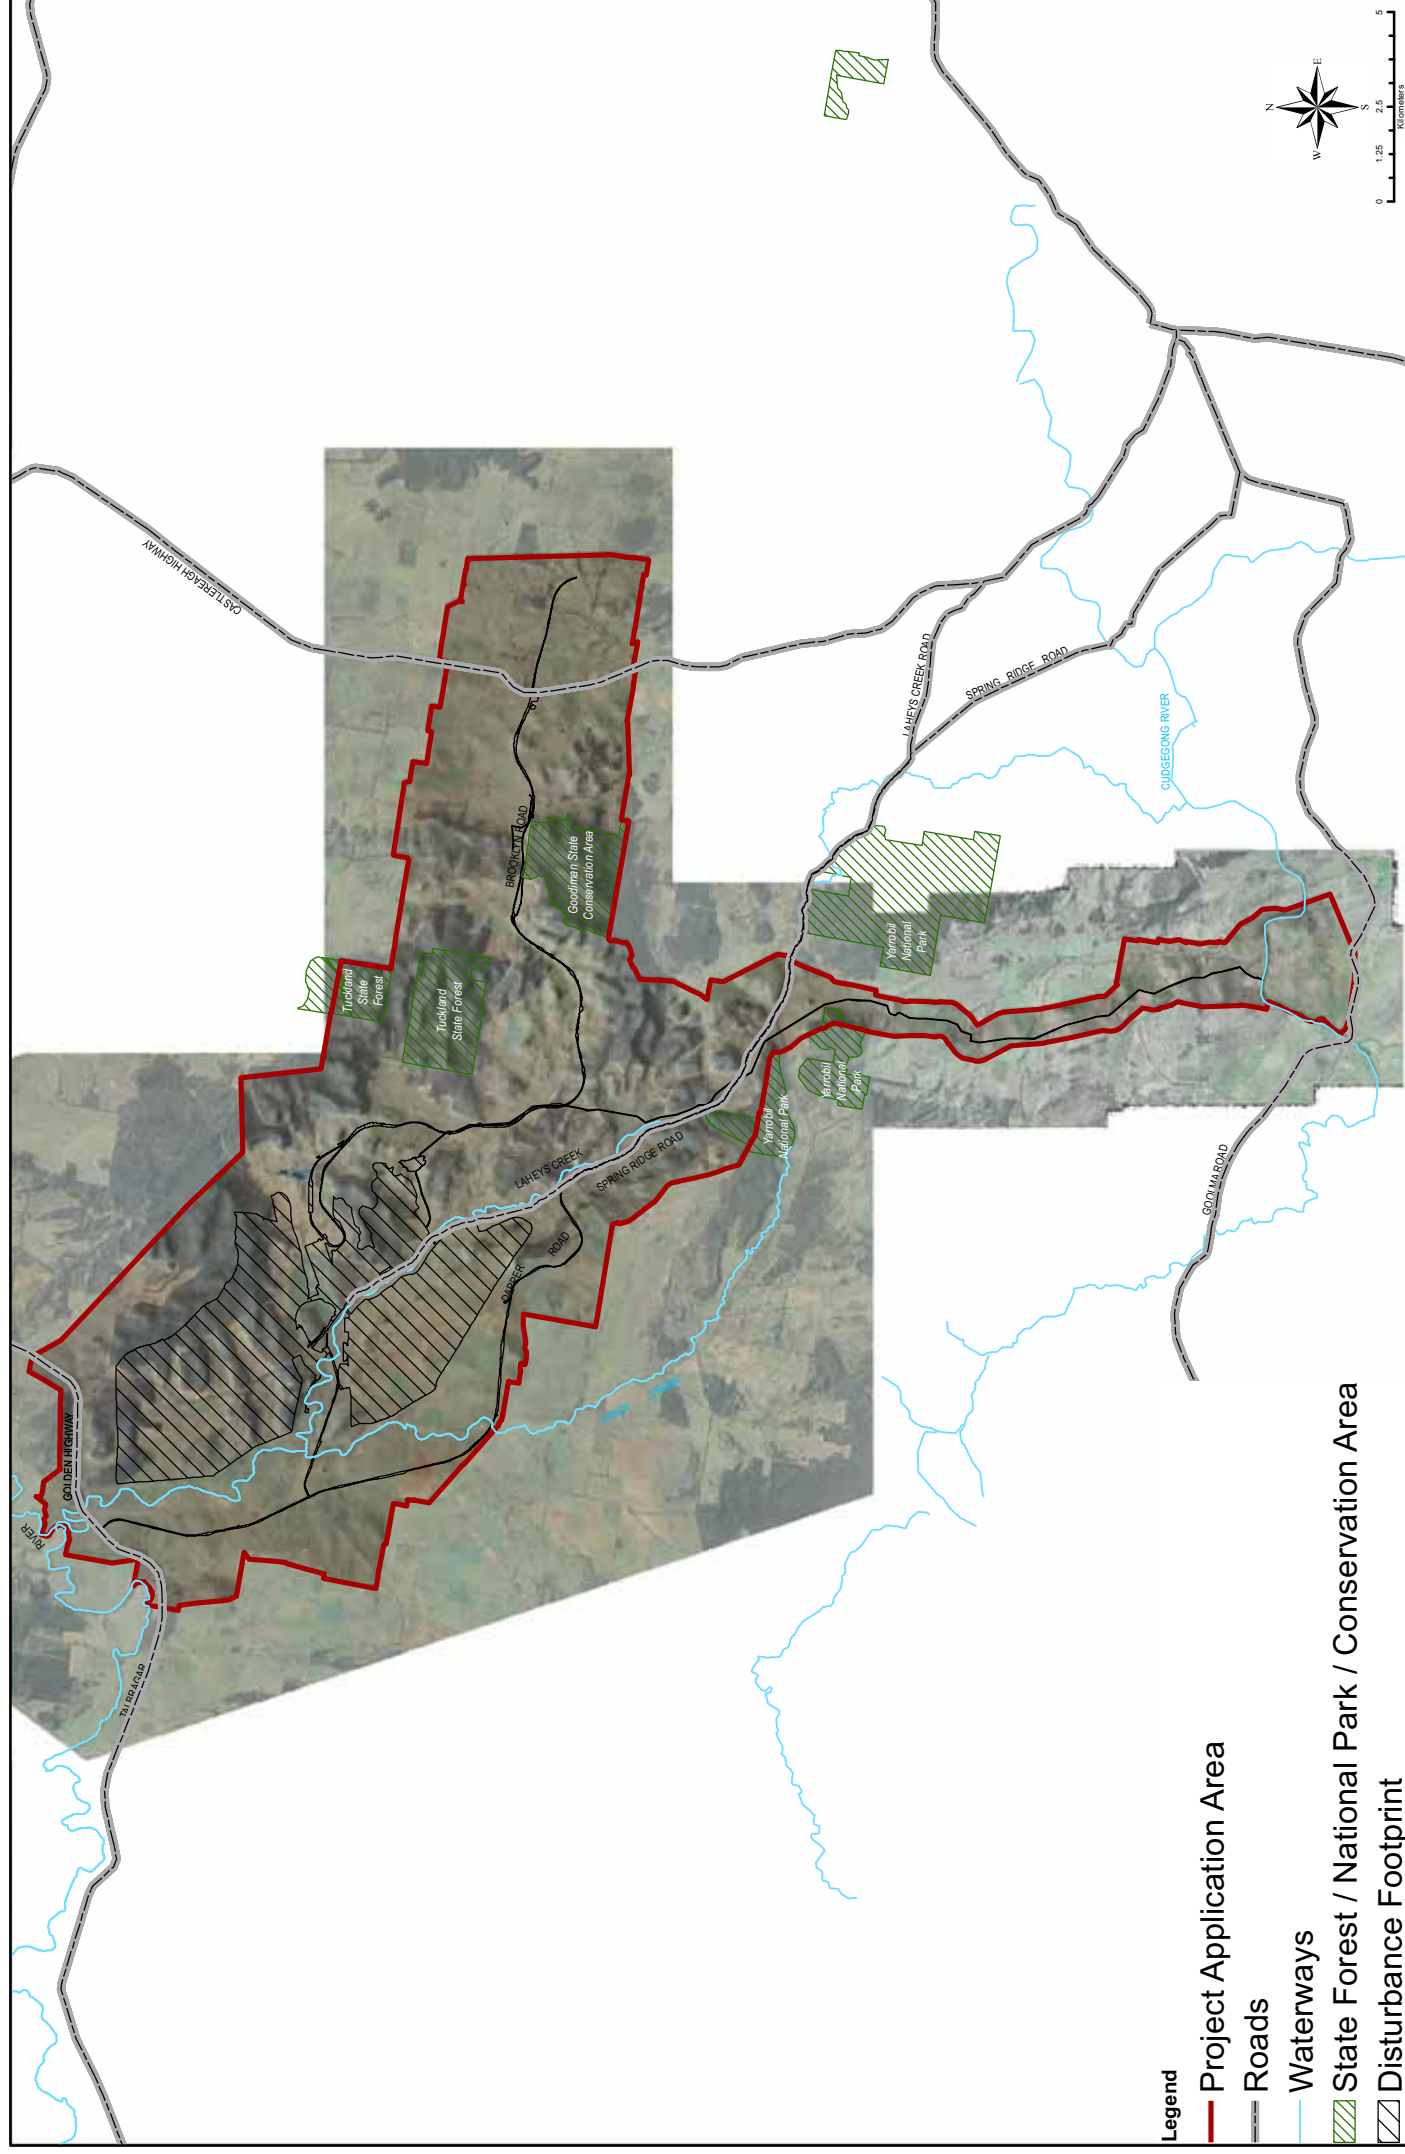 CASTLEREAGH HIGHWAY
GOLDEN HIGHWAY
RIVER
TALBRAGAR
Tuckland
State
Forest
Tuckland
State Forest
BROOKLYN ROAD
Goodiman State
Conservation Area
LAHEYS CREEK
SPRING RIDGE ROAD
DAPPER
ROAD
SANDY
CREEK
Yarrobil
National Park
Yarrobil
National
Park
Yarrobil
National
Park
LAHEYS CREEK ROAD
SPRING RIDGE ROAD
CUDGEGONG RIVER
GOOLMA ROAD
N
W
E
S
0
1.25
2.5
5
Kilometers
Legend
Project Application Area
Roads
Waterways
State Forest / National Park / Conservation Area
Disturbance Footprint